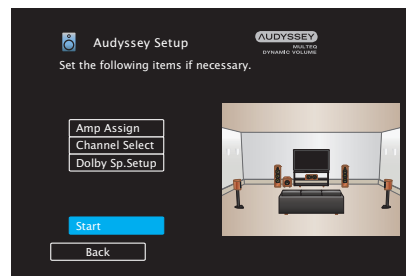 Audyssey Setup
AUDYSSEY
MULTEQ
DYNAMIC VOLUME
Set the following items if necessary.
Amp Assign
Channel Select
Dolby Sp.Setup
Start
Back